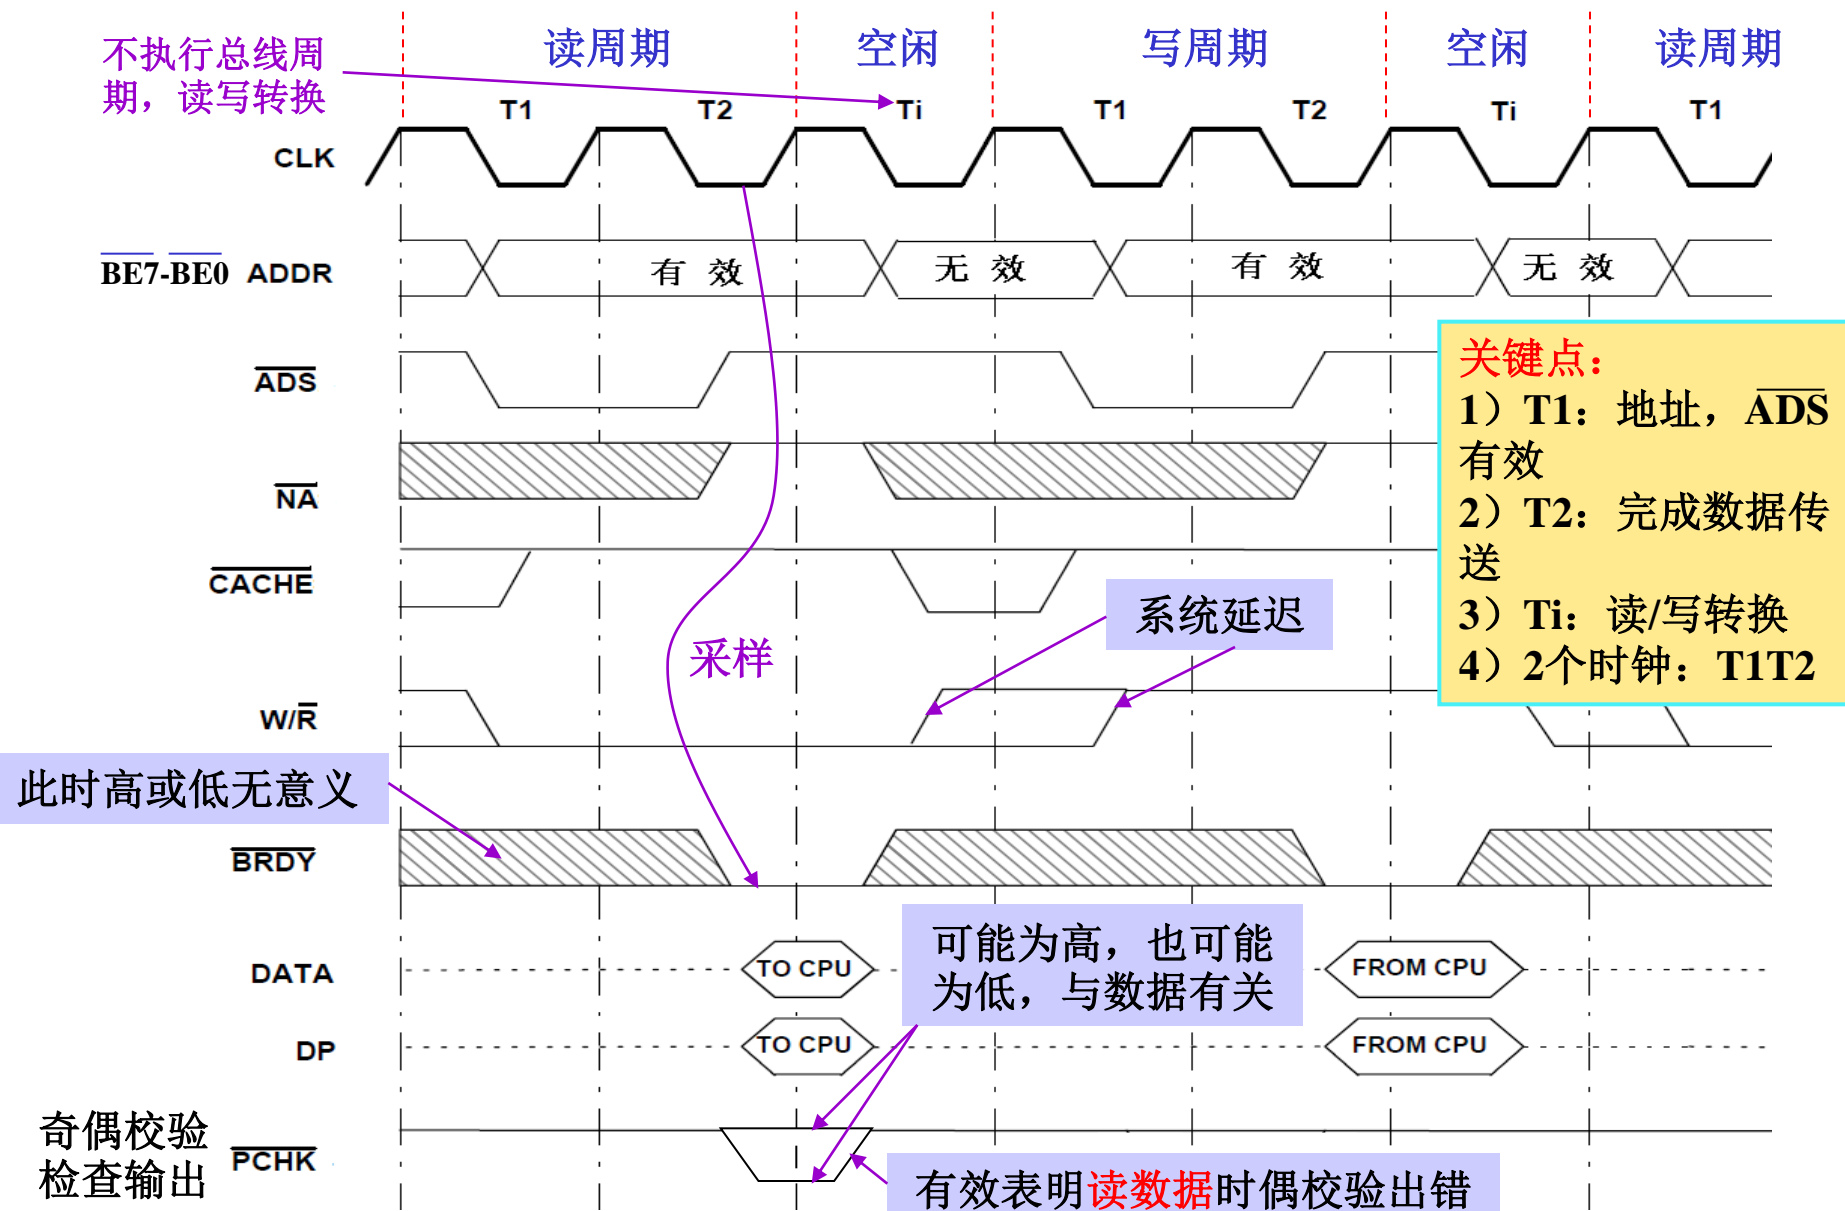 不执行总线周
期，读写转换
读周期
空闲
写周期
空闲
读周期
T1
T2
Ti
T1
T2
Ti
T1
CLK
BE7-BE0 ADDR
有 效
无 效
有 效
无 效
ADS
NA
CACHE
W/R
BRDY
DATA
DP
PCHK
关键点：
1）T1：地址，ADS
有效
2）T2：完成数据传
送
3）Ti：读/写转换
4）2个时钟：T1T2
系统延迟
采样
此时高或低无意义
TO CPU
FROM CPU
TO CPU
FROM CPU
可能为高，也可能
为低，与数据有关
奇偶校验
检查输出
有效表明读数据时偶校验出错